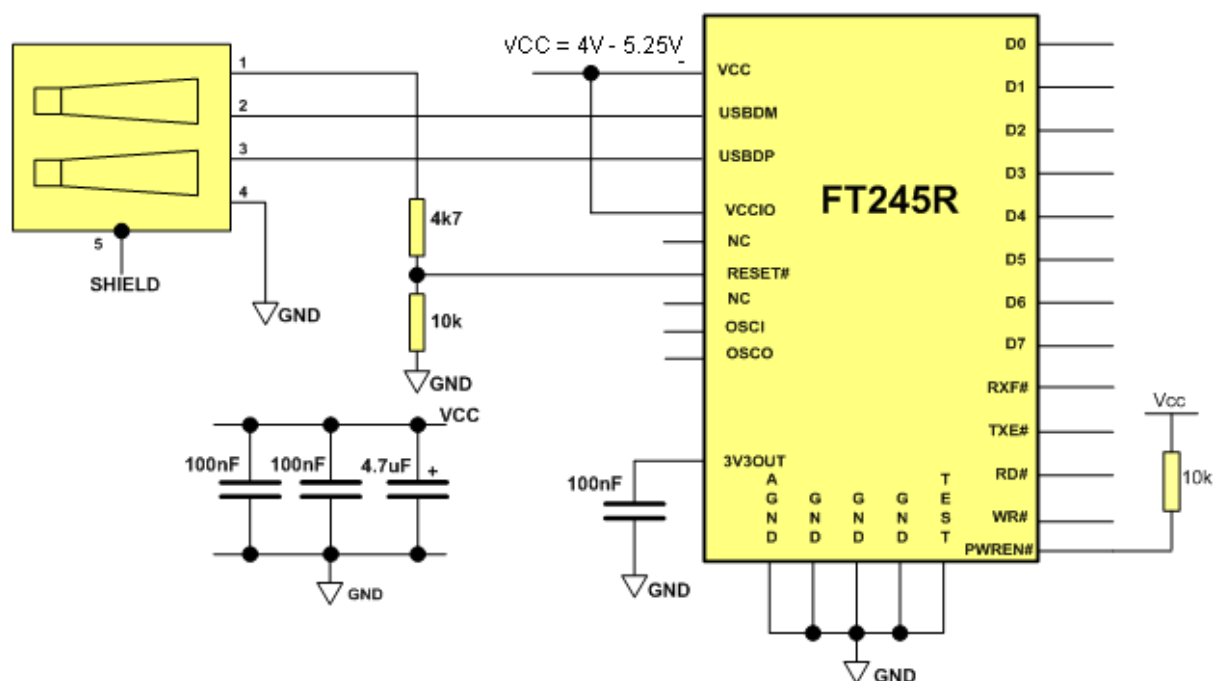 1
2
3
4
5
SHIELD
GND
4k7
10k
GND
VCC = 4V - 5.25V
VCC
USBDM
USBDP
VCCIO
NC
RESET#
NC
OSCI
OSCO
3V3OUT
FT245R
D0
D1
D2
D3
D4
D5
D6
D7
RXF#
TXE#
RD#
WR#
PWREN#
AGND
GND
GND
GND
TEST
Vcc
10k
VCC
100nF
100nF
4.7uF
+
GND
100nF
GND
GND